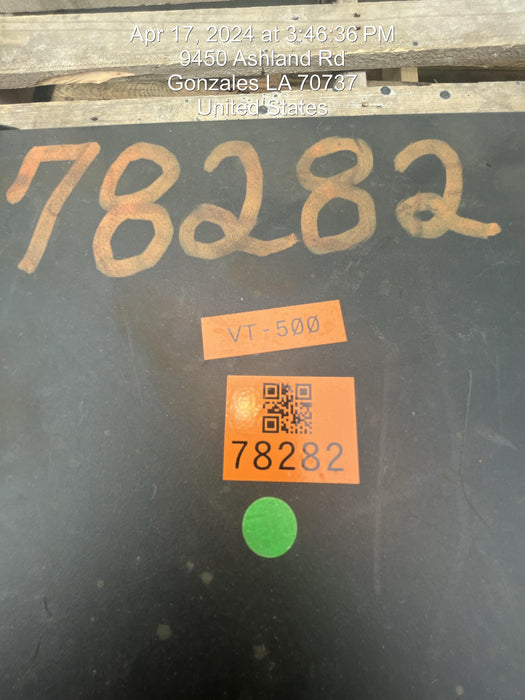 Apr 17, 2024 at 3:46:36 PM
9450 Ashland Rd
Gonzales LA 70737
United States
78282
VT-500
78282